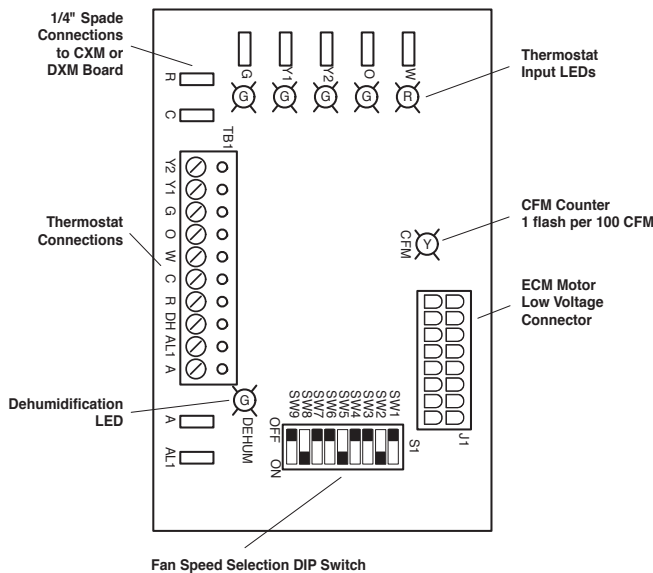 1/4" Spade
Connections
to CXM or
DXM Board
R
C
G
Y1
Y2
O
W
G
G
G
G
R
Thermostat
Input LEDs
TB1
Y2
Y1
G
O
W
C
R
DH
AL1
A
Thermostat
Connections
CFM
Y
CFM Counter
1 flash per 100 CFM
ECM Motor
Low Voltage
Connector
J1
Dehumidification
LED
G
DEHUM
A
AL1
SW9
SW8
SW7
SW6
SW5
SW4
SW3
SW2
SW1
OFF
ON
S1
Fan Speed Selection DIP Switch